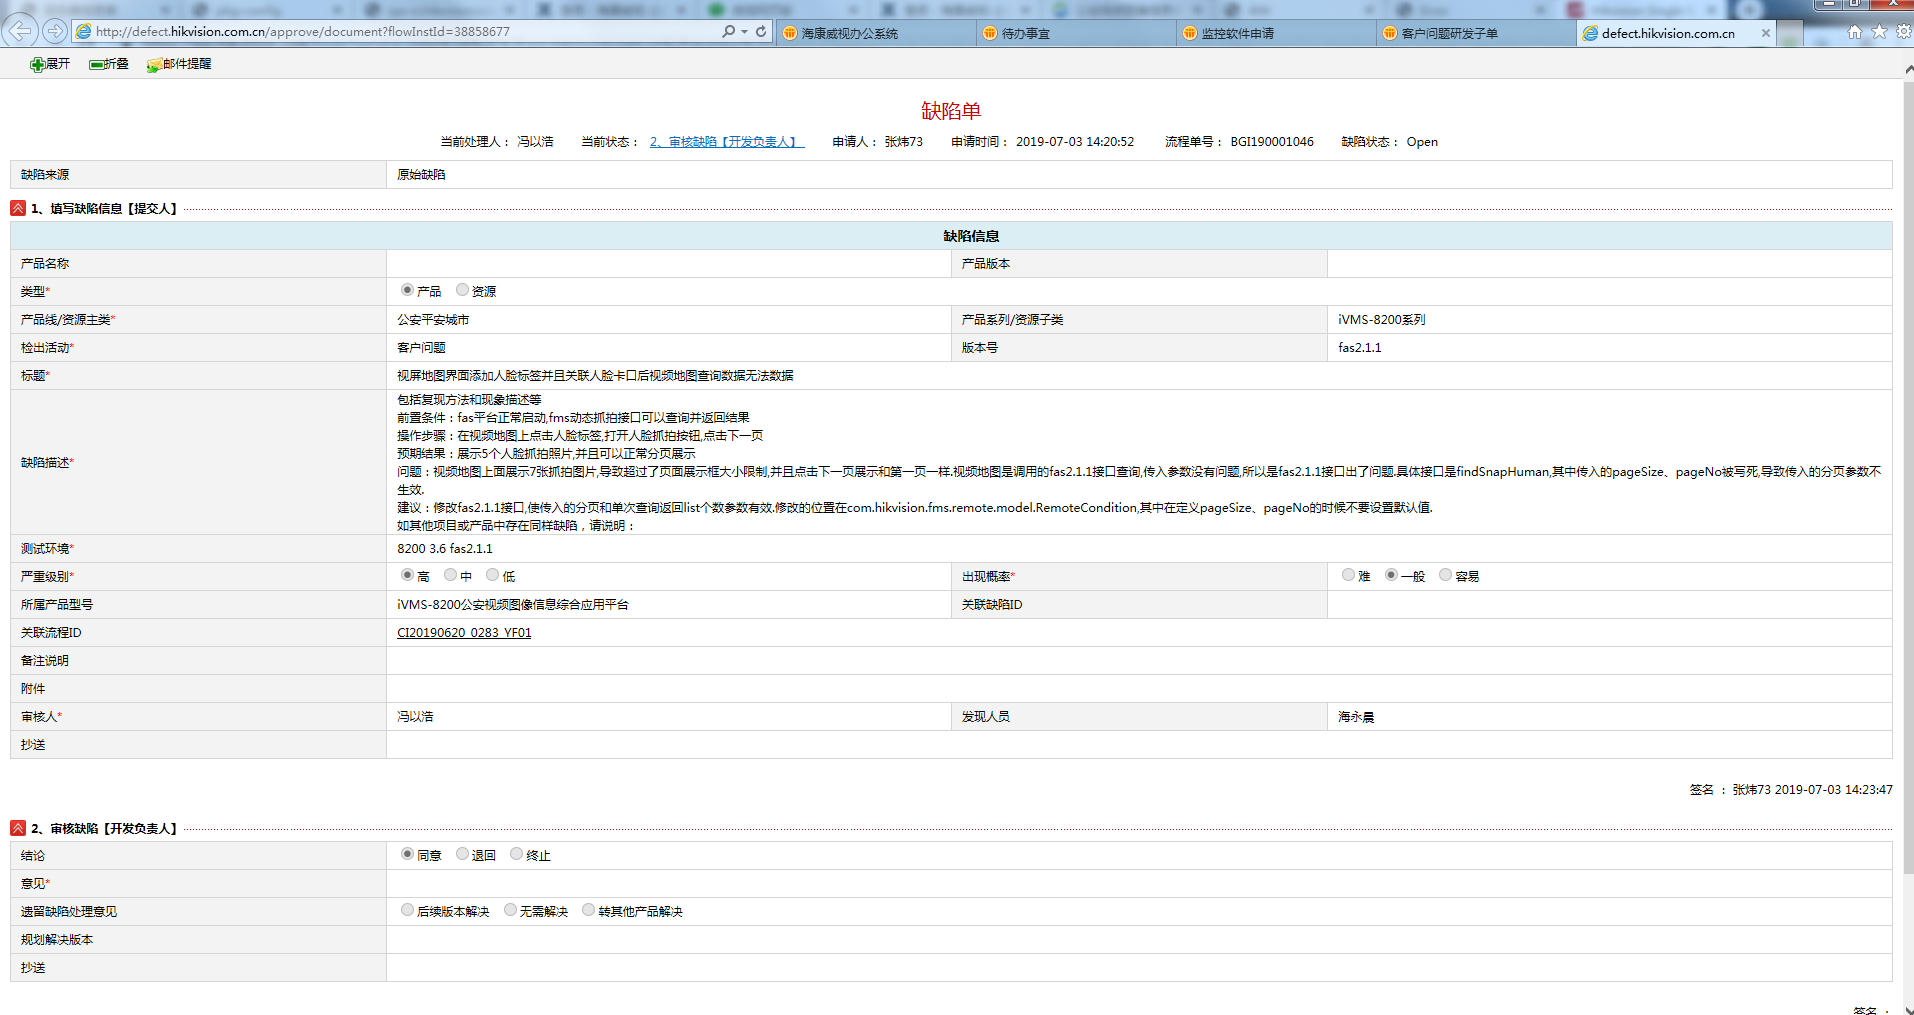 http://defect.hikvision.com.cn/approve/document?flowInstId=38858677
海康威视办公系统
待办事宜
监控软件申请
客户问题研发子单
defect.hikvision.com.cn
展开 折叠 邮件提醒
缺陷单
当前处理人： 冯以浩 当前状态： 2、审核缺陷【开发负责人】 申请人： 张炜73 申请时间： 2019-07-03 14:20:52 流程单号： BGI190001046 缺陷状态： Open
缺陷来源 原始缺陷
1、填写缺陷信息【提交人】
缺陷信息
产品名称 产品版本
类型* 产品 资源
产品线/资源主类* 公安平安城市 产品系列/资源子类 iVMS-8200系列
检出活动* 客户问题 版本号 fas2.1.1
标题* 视屏地图界面添加人脸标签并且关联人脸卡口后视频地图查询数据无法数据
缺陷描述*
包括复现方法和现象描述等
前置条件：fas平台正常启动,fms动态抓拍接口可以查询并返回结果
操作步骤：在视频地图上点击人脸标签,打开人脸抓拍按钮,点击下一页
预期结果：展示5个人脸抓拍照片,并且可以正常分页展示
问题：视频地图上面展示7张抓拍图片,导致超过了页面展示框大小限制,并且点击下一页展示和第一页一样.视频地图是调用的fas2.1.1接口查询,传入参数没有问题,所以是fas2.1.1接口出了问题.具体接口是findSnapHuman,其中传入的pageSize、pageNo被写死,导致传入的分页参数不
生效.
建议：修改fas2.1.1接口,使传入的分页和单次查询返回list个数参数有效.修改的位置在com.hikvision.fms.remote.model.RemoteCondition,其中在定义pageSize、pageNo的时候不要设置默认值.
如其他项目或产品中存在同样缺陷，请说明：
测试环境* 8200 3.6 fas2.1.1
严重级别* 高 中 低 出现概率* 难 一般 容易
所属产品型号 iVMS-8200公安视频图像信息综合应用平台 关联缺陷ID
关联流程ID CI20190620_0283_YF01
备注说明
附件
审核人* 冯以浩 发现人员 海永晨
抄送
签名 ： 张炜73 2019-07-03 14:23:47
2、审核缺陷【开发负责人】
结论 同意 退回 终止
意见*
遗留缺陷处理意见 后续版本解决 无需解决 转其他产品解决
规划解决版本
抄送
签名 ：